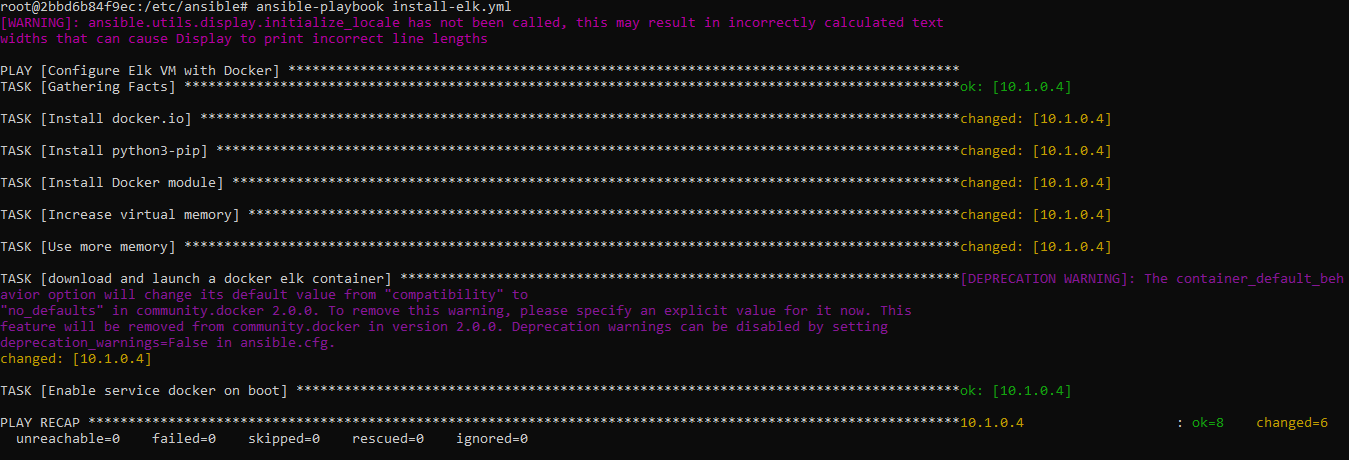 root@2bbd6b84f9ec:/etc/ansible# ansible-playbook install-elk.yml
[WARNING]: ansible.utils.display.initialize_locale has not been called, this may result in incorrectly calculated text
widths that can cause Display to print incorrect line lengths
PLAY [Configure Elk VM with Docker] ************************************************************************************
TASK [Gathering Facts] *************************************************************************************************ok: [10.1.0.4]
TASK [Install docker.io] ***********************************************************************************************changed: [10.1.0.4]
TASK [Install python3-pip] *********************************************************************************************changed: [10.1.0.4]
TASK [Install Docker module] *******************************************************************************************changed: [10.1.0.4]
TASK [Increase virtual memory] *****************************************************************************************changed: [10.1.0.4]
TASK [Use more memory] *************************************************************************************************changed: [10.1.0.4]
TASK [download and launch a docker elk container] **********************************************************************[DEPRECATION WARNING]: The container_default_beh
avior option will change its default value from "compatibility" to
"no_defaults" in community.docker 2.0.0. To remove this warning, please specify an explicit value for it now. This
feature will be removed from community.docker in version 2.0.0. Deprecation warnings can be disabled by setting
deprecation_warnings=False in ansible.cfg.
changed: [10.1.0.4]
TASK [Enable service docker on boot] ***********************************************************************************ok: [10.1.0.4]
PLAY RECAP *************************************************************************************************************10.1.0.4                   : ok=8    changed=6
  unreachable=0    failed=0    skipped=0    rescued=0    ignored=0